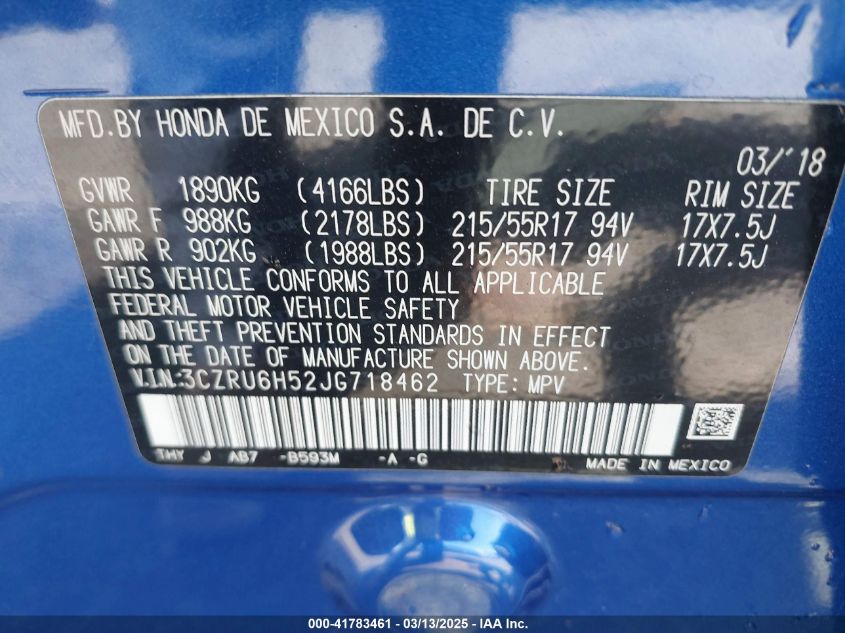 MFD.BY HONDA DE MEXICO S.A. DE C.V.
03/'18
GVWR 1890KG (4166LBS) TIRE SIZE RIM SIZE
GAWR F 988KG (2178LBS) 215/55R17 94V 17X7.5J
GAWR R 902KG (1988LBS) 215/55R17 94V 17X7.5J
THIS VEHICLE CONFORMS TO ALL APPLICABLE
FEDERAL MOTOR VEHICLE SAFETY
AND THEFT PREVENTION STANDARDS IN EFFECT
ON THE DATE OF MANUFACTURE SHOWN ABOVE.
V.I.N.:3CZRU6H52JG718462 TYPE: MPV
THY J AB7 -B593M -A -G MADE IN MEXICO
000-41783461 - 03/13/2025 - IAA Inc.